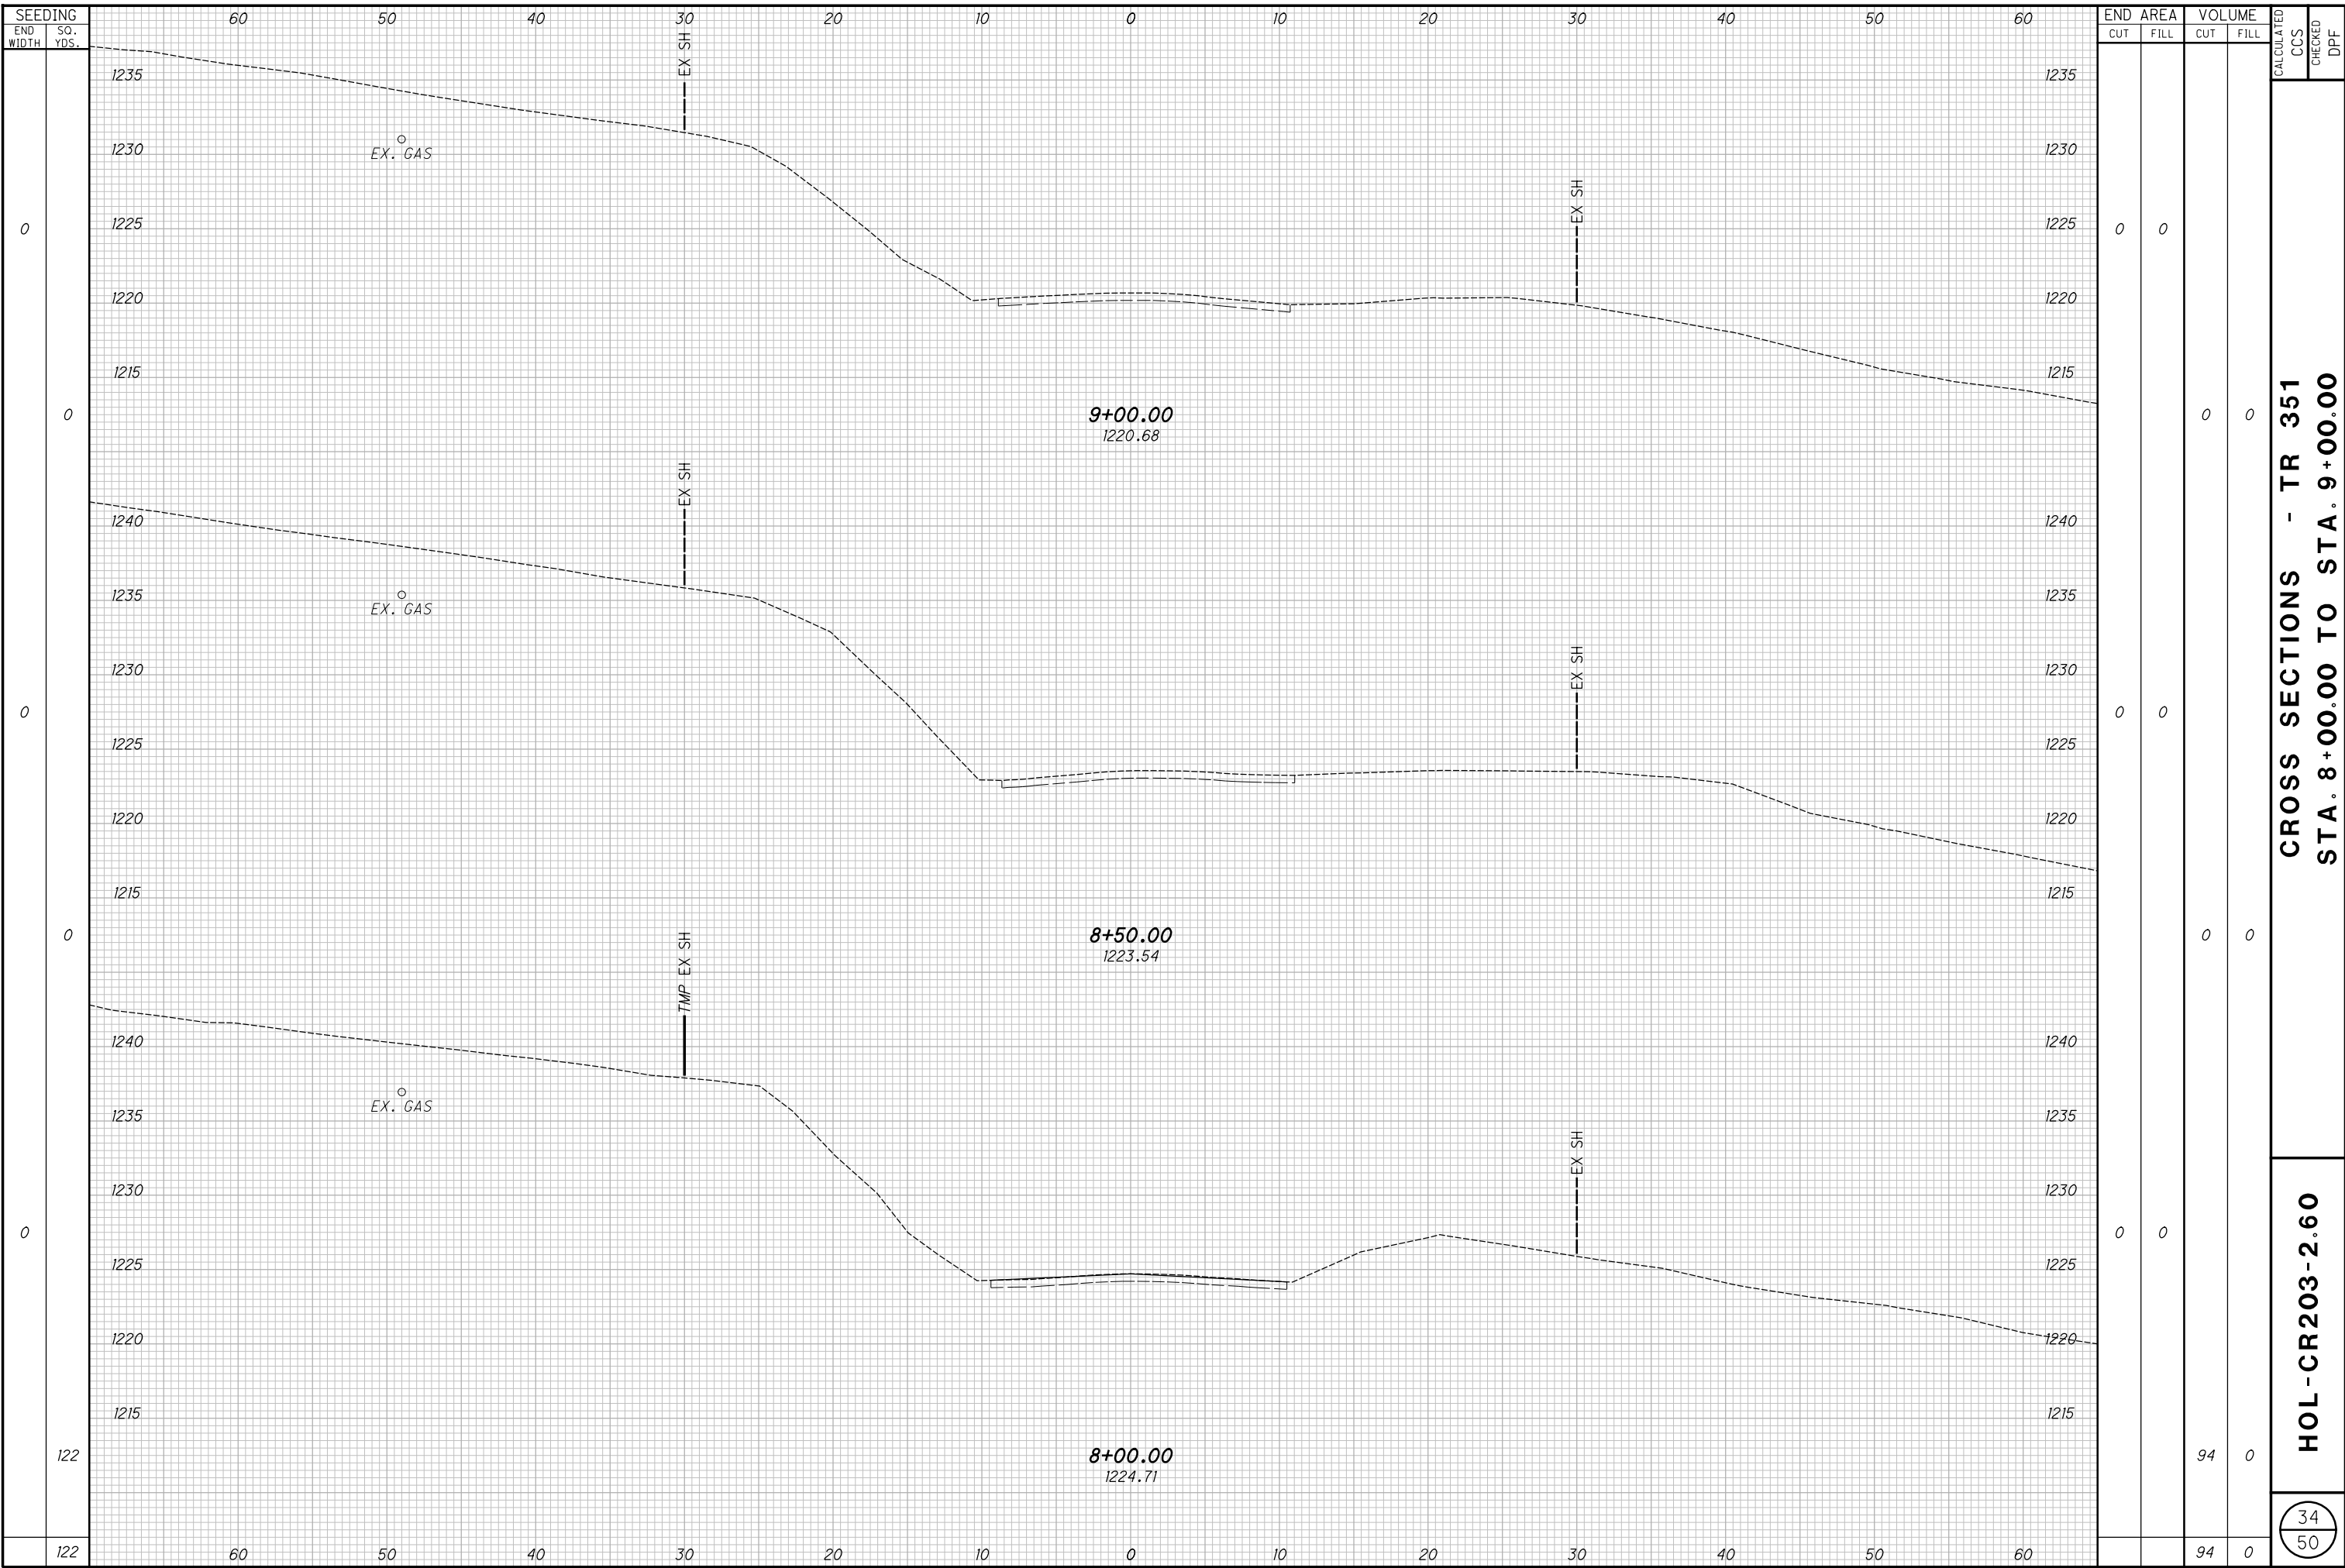 SEEDING
END WIDTH
SQ. YDS.
60 50 40 30 20 10 0 10 20 30 40 50 60
END AREA VOLUME
CUT FILL CUT FILL
CALCULATED
CCS
CHECKED
DPF
EX SH
1235 1235
EX. GAS
1230 1230
EX SH
0 1225 1225 0 0
1220 1220
1215 1215
0 9+00.00 0 0
1220.68
EX SH
1240 1240
1235 1235
EX. GAS
EX SH
1230 1230
0 0 0
1225 1225
1220 1220
1215 1215
0 8+50.00 0 0
1223.54
TMP EX SH
1240 1240
EX. GAS
1235 1235
EX SH
1230 1230
0 0 0
1225 1225
1220 1220
1215 1215
122 8+00.00 94 0
1224.71
122 60 50 40 30 20 10 0 10 20 30 40 50 60 94 0
CROSS SECTIONS - TR 351
STA. 8+00.00 TO STA. 9+00.00
HOL-CR203-2.60
34
50